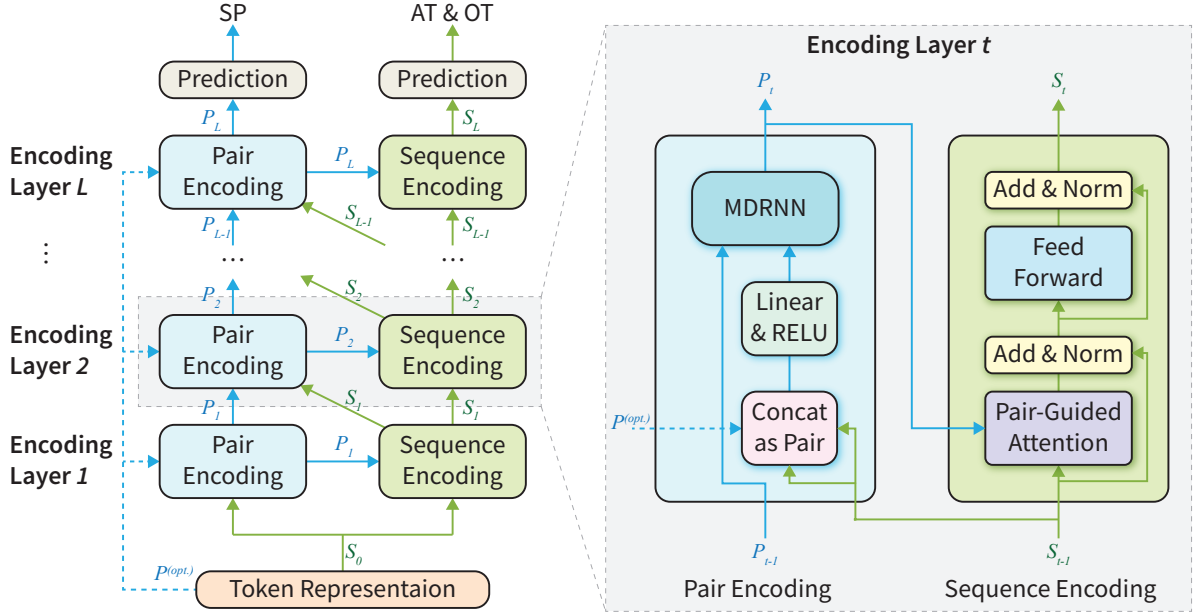 SP
AT & OT
Prediction
Prediction
P_L
S_L
Encoding
Layer L
Pair
Encoding
P_L
Sequence
Encoding
P_{L-1}
S_{L-1}
S_{L-1}
⋮
...
...
P_2
S_2
S_2
Encoding
Layer 2
Pair
Encoding
P_2
Sequence
Encoding
P_1
S_1
S_1
Encoding
Layer 1
Pair
Encoding
P_1
Sequence
Encoding
S_0
P^{(opt.)}
Token Representaion
Encoding Layer t
P_t
S_t
MDRNN
Linear
& RELU
Concat
as Pair
P^{(opt.)}
P_{t-1}
Pair Encoding
Add & Norm
Feed
Forward
Add & Norm
Pair-Guided
Attention
S_{t-1}
Sequence Encoding